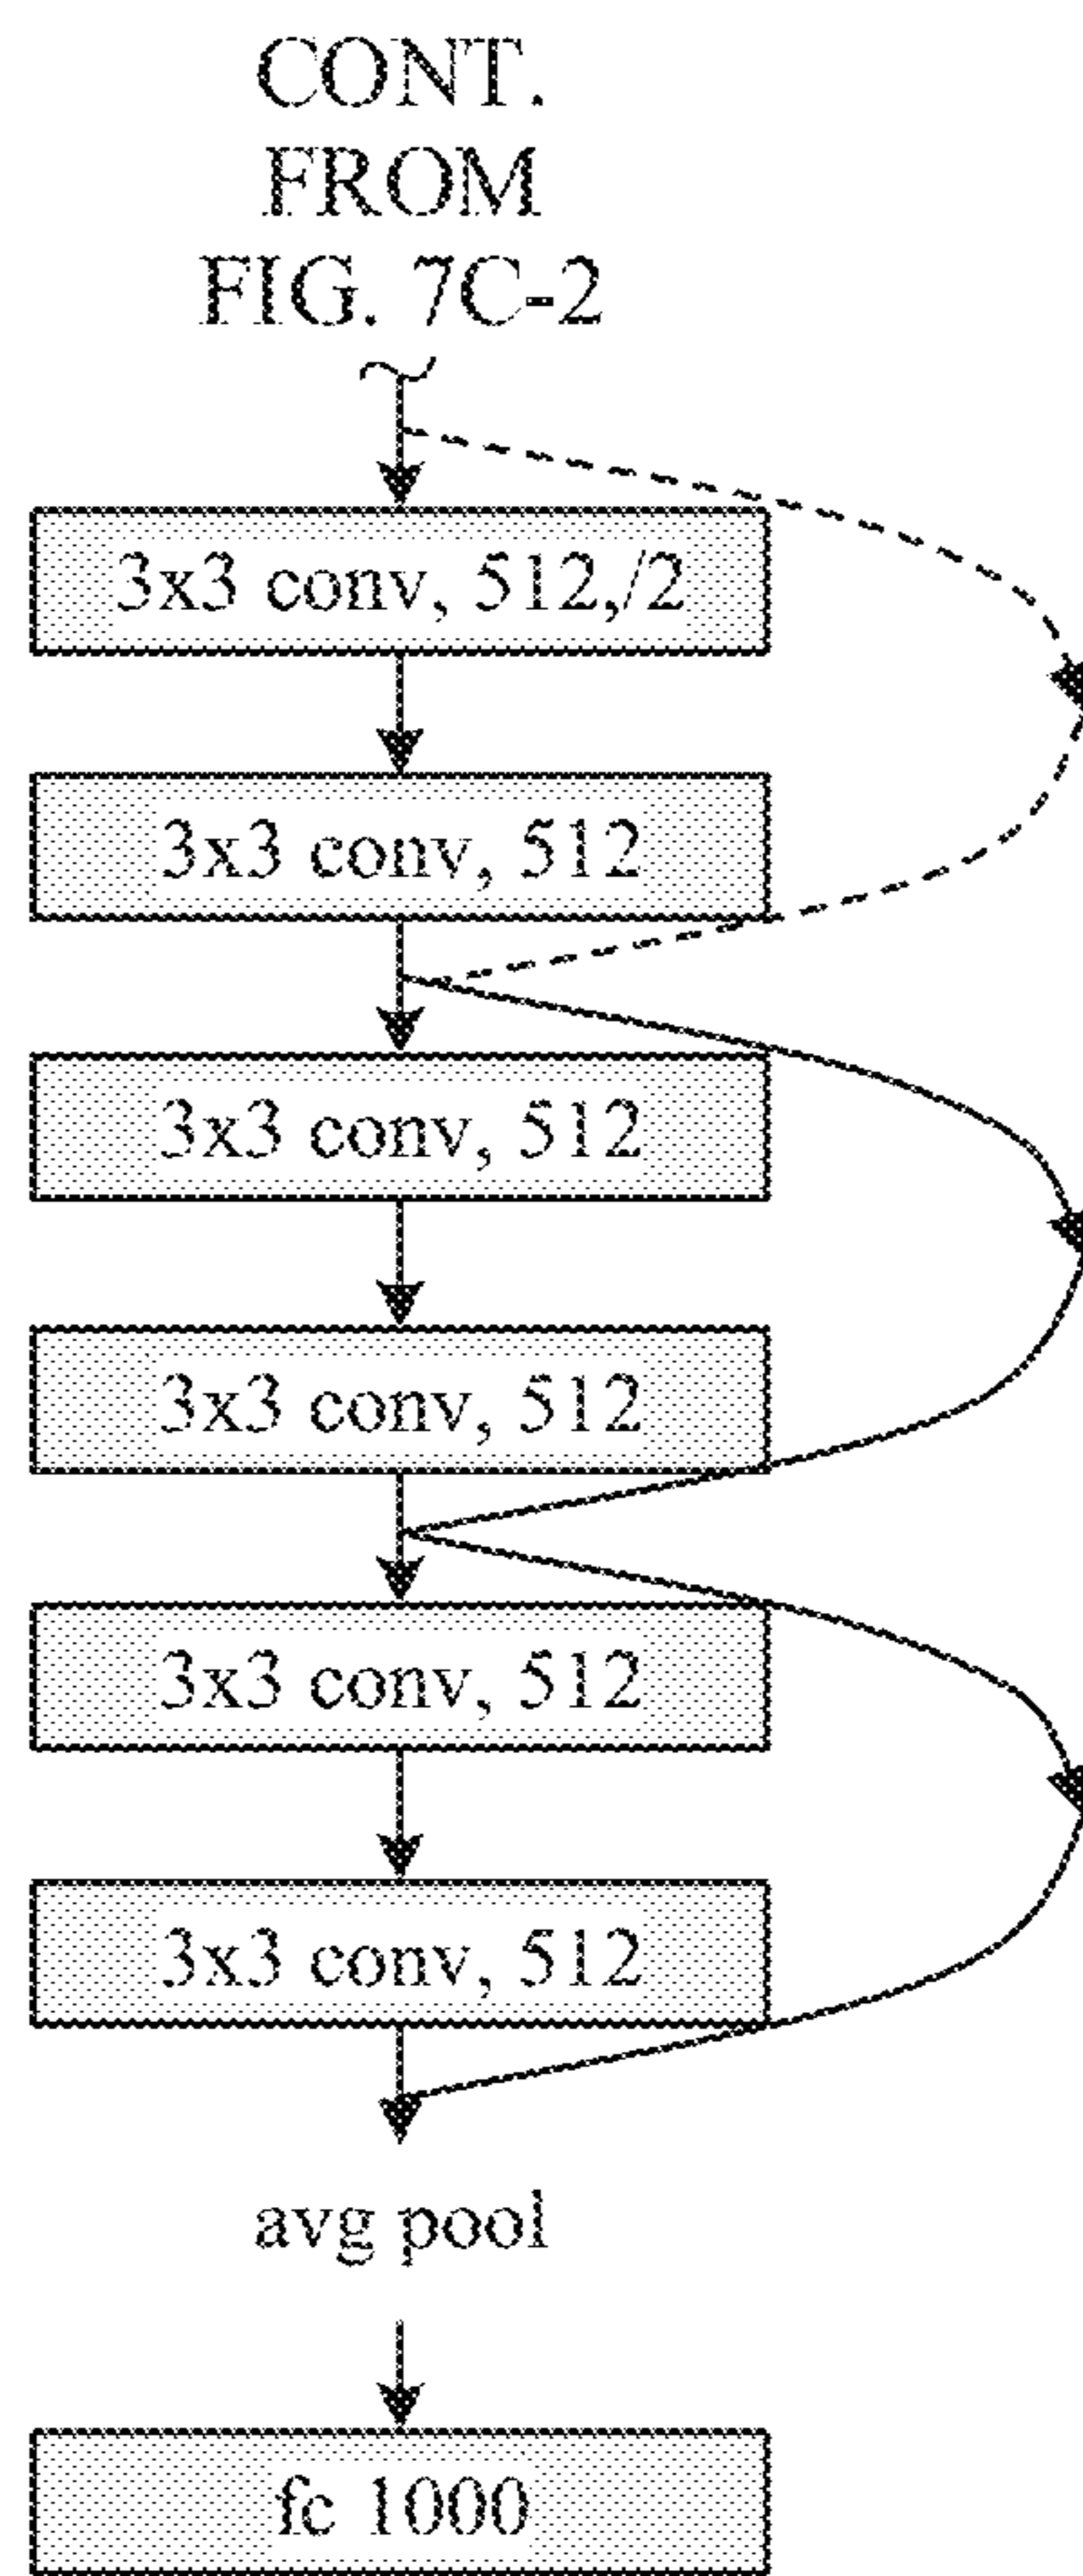 CONT.
FROM
FIG. 7C-2
3x3 conv, 512,/2
3x3 conv, 512
3x3 conv, 512
3x3 conv, 512
3x3 conv, 512
3x3 conv, 512
avg pool
fc 1000